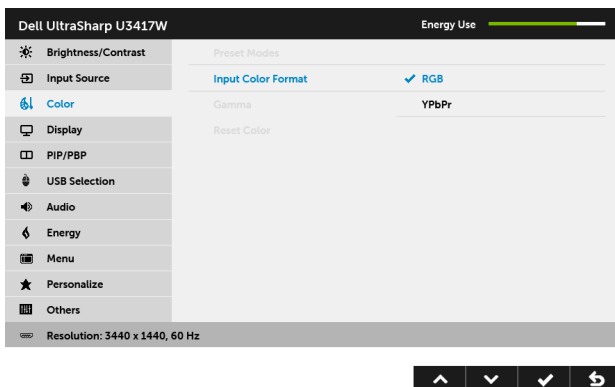 Dell UltraSharp U3417W
Energy Use
Brightness/Contrast
Input Source
Color
Display
PIP/PBP
USB Selection
Audio
Energy
Menu
Personalize
Others
Preset Modes
Input Color Format
Gamma
Reset Color
RGB
YPbPr
Resolution: 3440 x 1440, 60 Hz